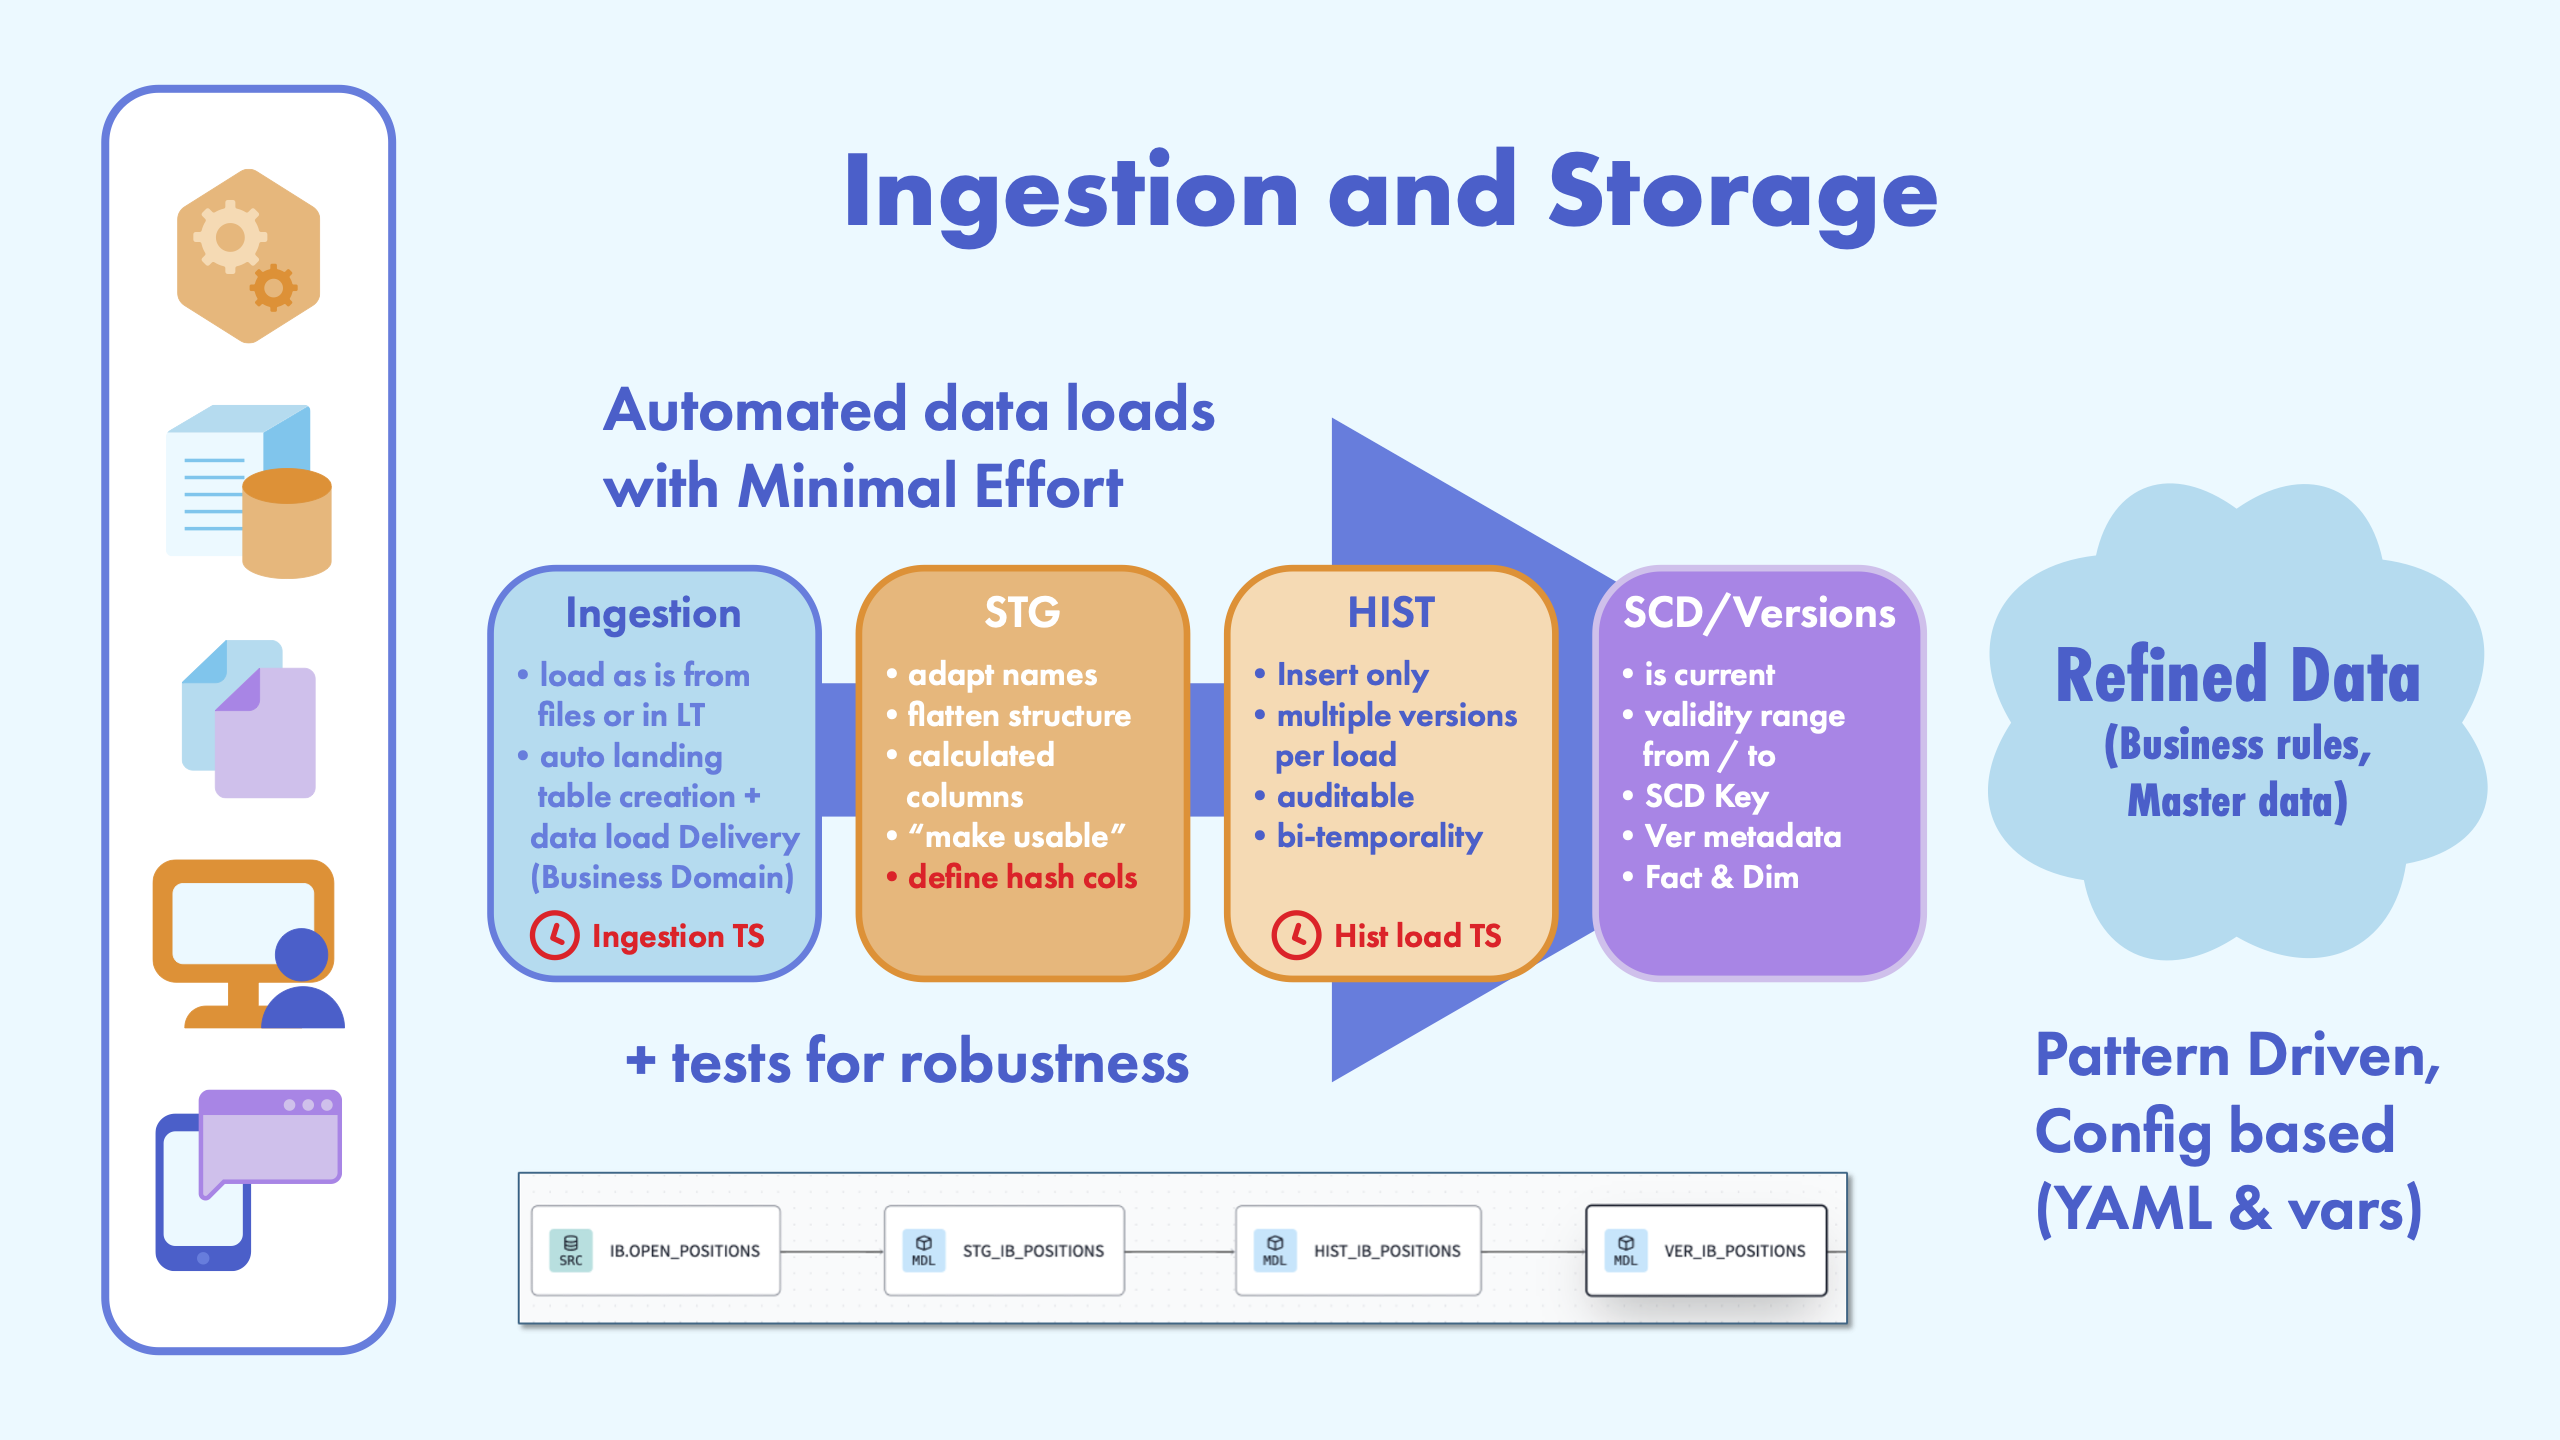 Ingestion and Storage
Automated data loads
with Minimal Effort
Ingestion
• load as is from
files or in LT
• auto landing
table creation +
data load Delivery
(Business Domain)
Ingestion TS
STG
• adapt names
• flatten structure
• calculated
columns
• “make usable”
• define hash cols
HIST
• Insert only
• multiple versions
per load
• auditable
• bi-temporality
Hist load TS
SCD/Versions
• is current
• validity range
from / to
• SCD Key
• Ver metadata
• Fact & Dim
Refined Data
(Business rules,
Master data)
+ tests for robustness
Pattern Driven,
Config based
(YAML & vars)
SRC
IB.OPEN_POSITIONS
MDL
STG_IB_POSITIONS
MDL
HIST_IB_POSITIONS
MDL
VER_IB_POSITIONS